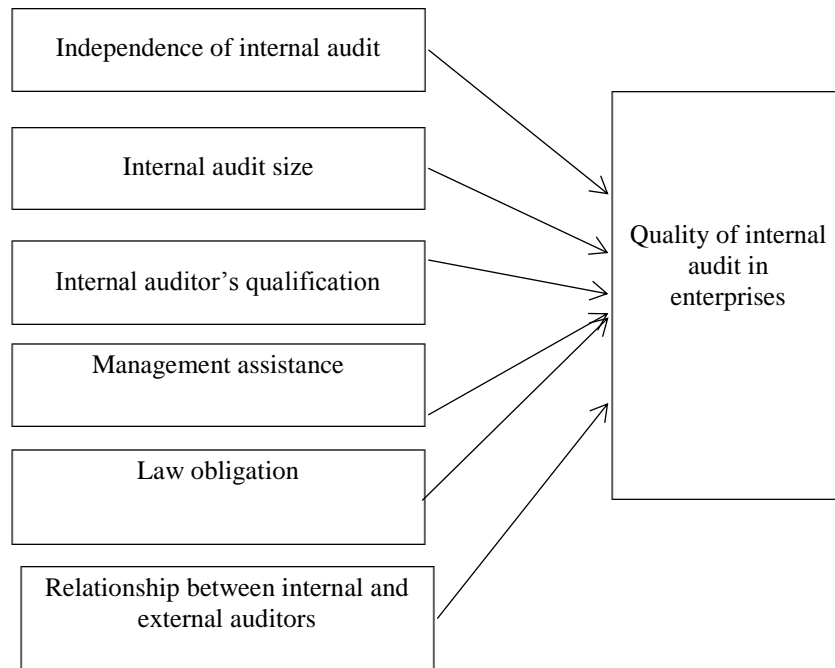 Independence of internal audit
Internal audit size
Internal auditor’s qualification
Management assistance
Law obligation
Relationship between internal and
external auditors
Quality of internal
audit in
enterprises